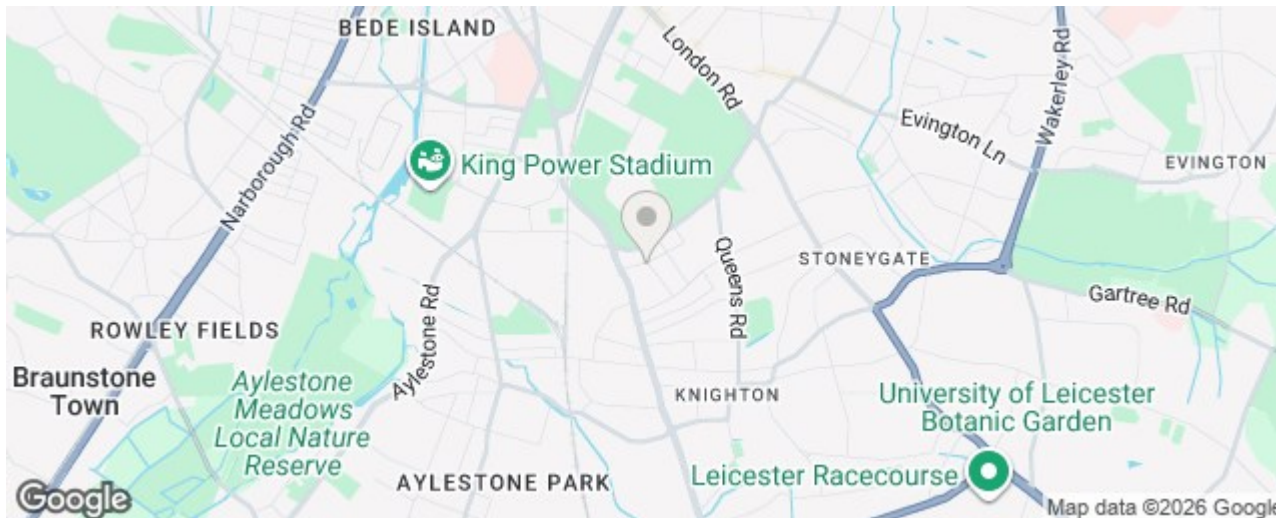 BEDE ISLAND
London Rd
Wakerley Rd
Narborough Rd
Evington Ln
EVINGTON
King Power Stadium
Queens Rd
STONEYGATE
Gartree Rd
ROWLEY FIELDS
Aylestone Rd
Braunstone
Town
Aylestone
Meadows
Local Nature
Reserve
KNIGHTON
University of Leicester
Botanic Garden
AYLESTONE PARK
Leicester Racecourse
Google
Map data ©2026 Google